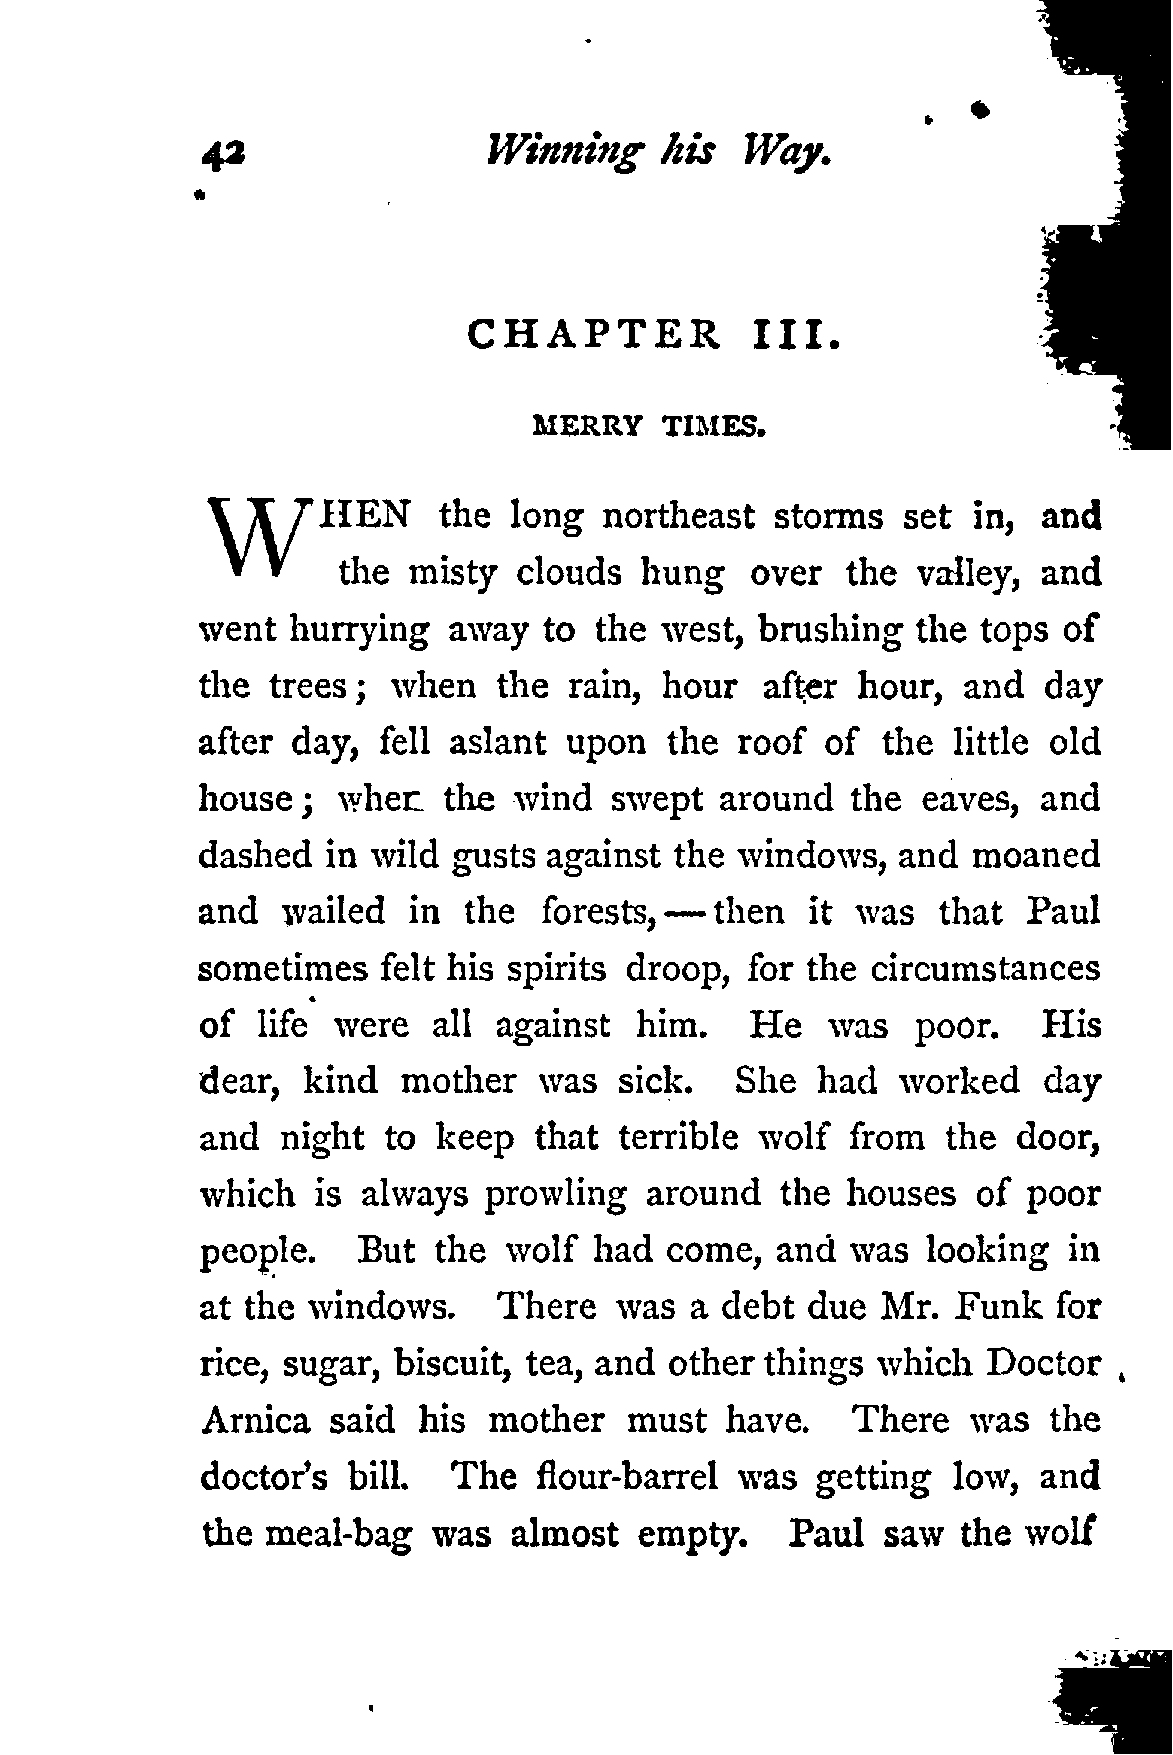 42 Winning his Way.
CHAPTER III.
MERRY TIMES.
WHEN the long northeast storms set in, and
the misty clouds hung over the valley, and
went hurrying away to the west, brushing the tops of
the trees; when the rain, hour after hour, and day
after day, fell aslant upon the roof of the little old
house; when the wind swept around the eaves, and
dashed in wild gusts against the windows, and moaned
and wailed in the forests,—then it was that Paul
sometimes felt his spirits droop, for the circumstances
of life were all against him. He was poor. His
dear, kind mother was sick. She had worked day
and night to keep that terrible wolf from the door,
which is always prowling around the houses of poor
people. But the wolf had come, and was looking in
at the windows. There was a debt due Mr. Funk for
rice, sugar, biscuit, tea, and other things which Doctor
Arnica said his mother must have. There was the
doctor's bill. The flour-barrel was getting low, and
the meal-bag was almost empty. Paul saw the wolf